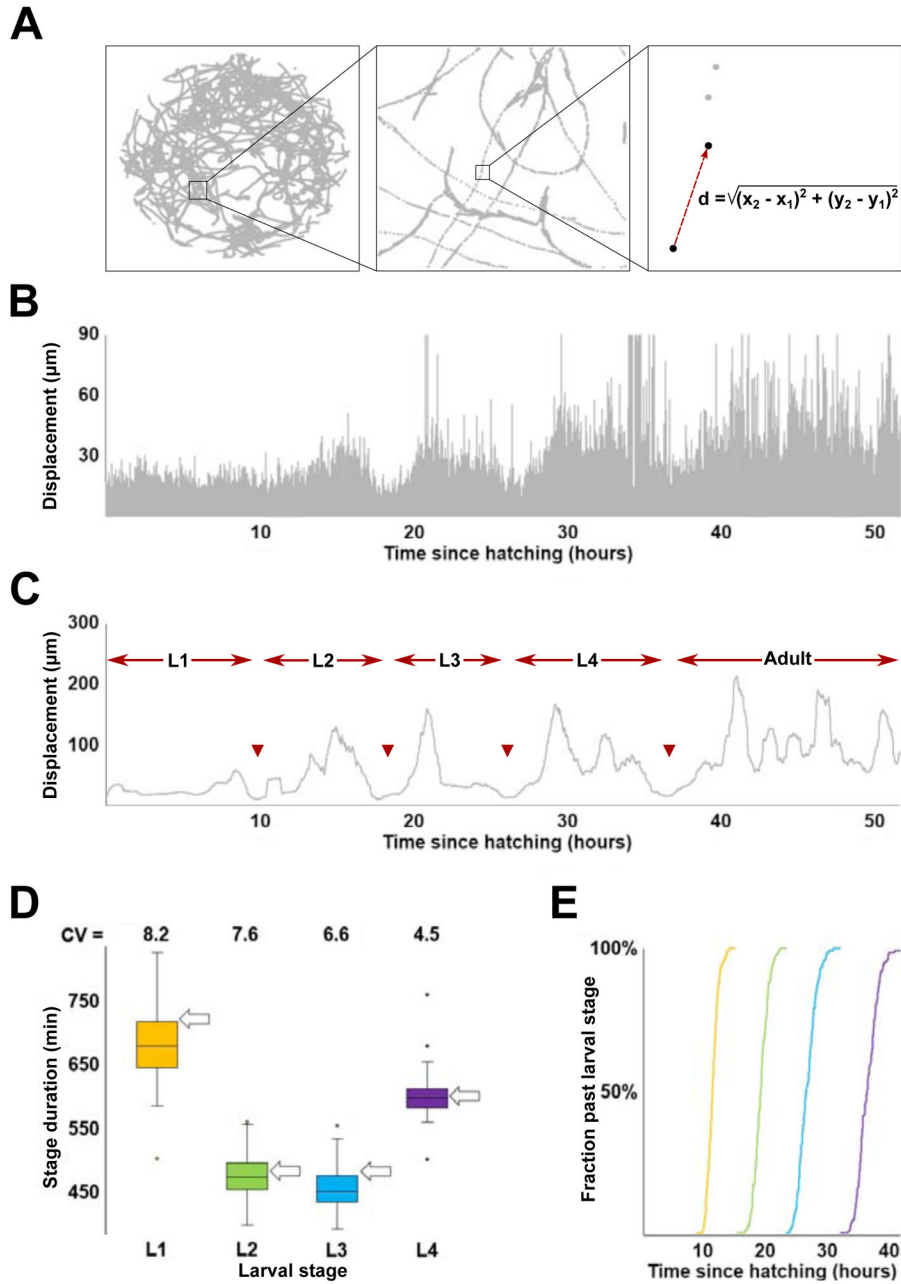 A
d = √(x₂ - x₁)² + (y₂ - y₁)²
B
Displacement (µm)
90
60
30
10 20 30 40 50
Time since hatching (hours)
C
Displacement (µm)
300
200
100
L1 L2 L3 L4 Adult
10 20 30 40 50
Time since hatching (hours)
D
CV = 8.2 7.6 6.6 4.5
Stage duration (min)
750
650
550
450
L1 L2 L3 L4
Larval stage
E
Fraction past larval stage
100%
50%
10 20 30 40
Time since hatching (hours)